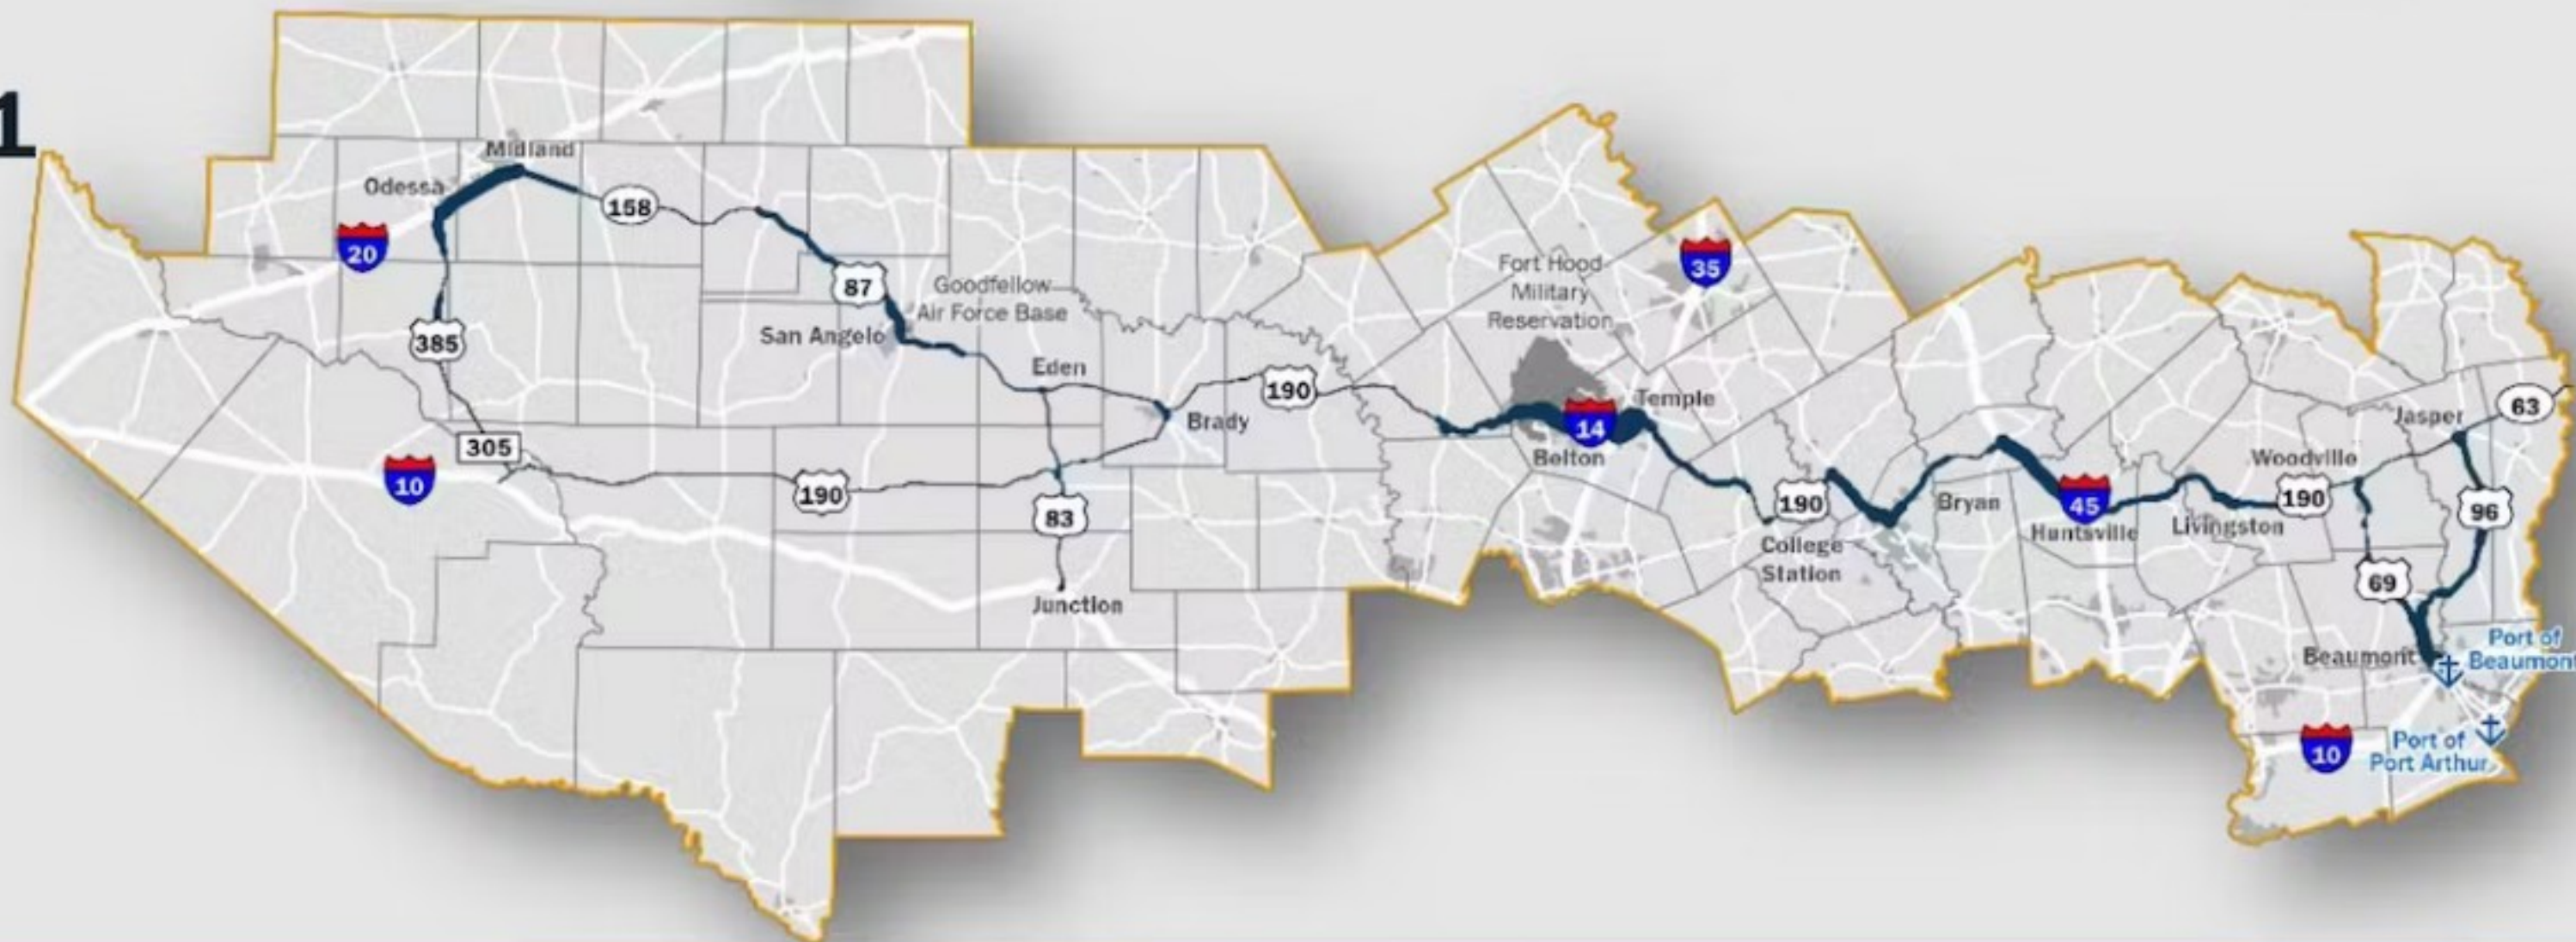 1
Midland
Odessa
158
20
35
87
Goodfellow
Air Force Base
Fort Hood
Military
Reservation
San Angelo
385
Eden
190
Brady
Temple
14
Belton
63
Jasper
305
10
190
83
Junction
190
College
Station
Bryan
45
Huntsville
Livingston
Woodville
190
96
69
Beaumont
Port of
Beaumont
10
Port of
Port Arthur